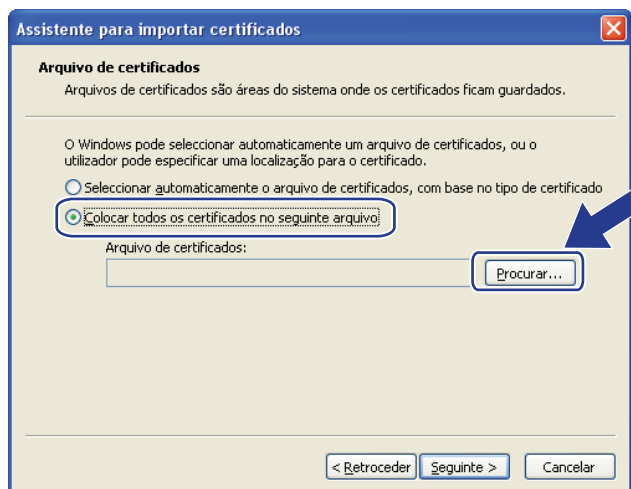 Assistente para importar certificados
Arquivo de certificados
Arquivos de certificados são áreas do sistema onde os certificados ficam guardados.
O Windows pode seleccionar automaticamente um arquivo de certificados, ou o
utilizador pode especificar uma localização para o certificado.
Seleccionar automaticamente o arquivo de certificados, com base no tipo de certificado
Colocar todos os certificados no seguinte arquivo
Arquivo de certificados:
Procurar...
< Retroceder Seguinte > Cancelar